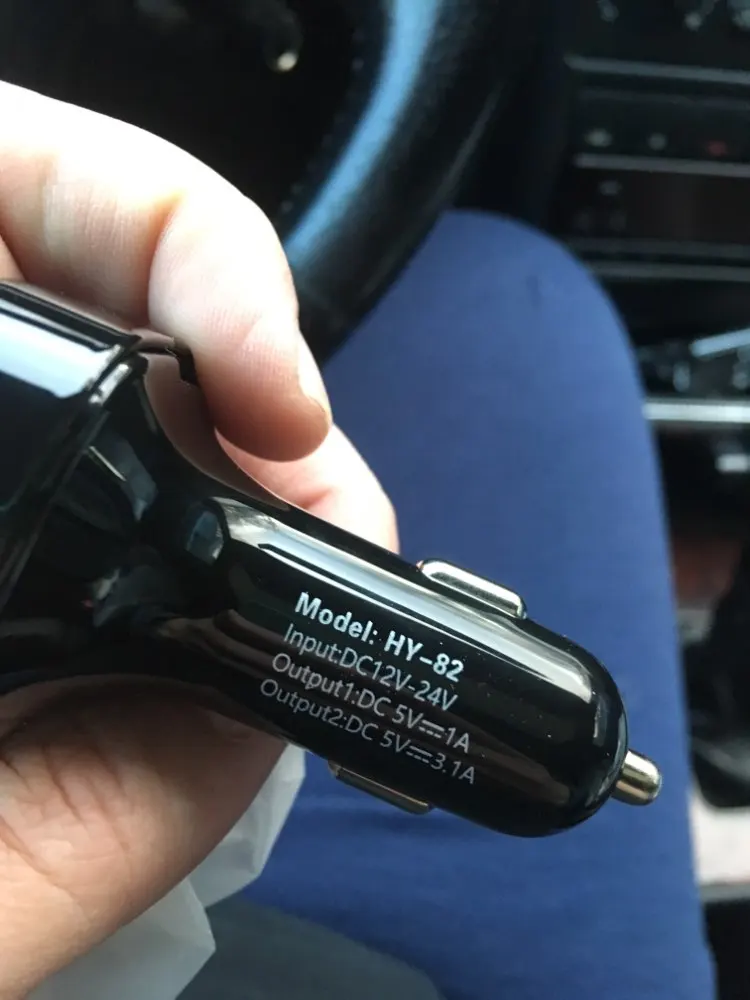 Model: HY-82
Input:DC12V-24V
Output1:DC 5V⎓1A
Output2:DC 5V⎓3.1A